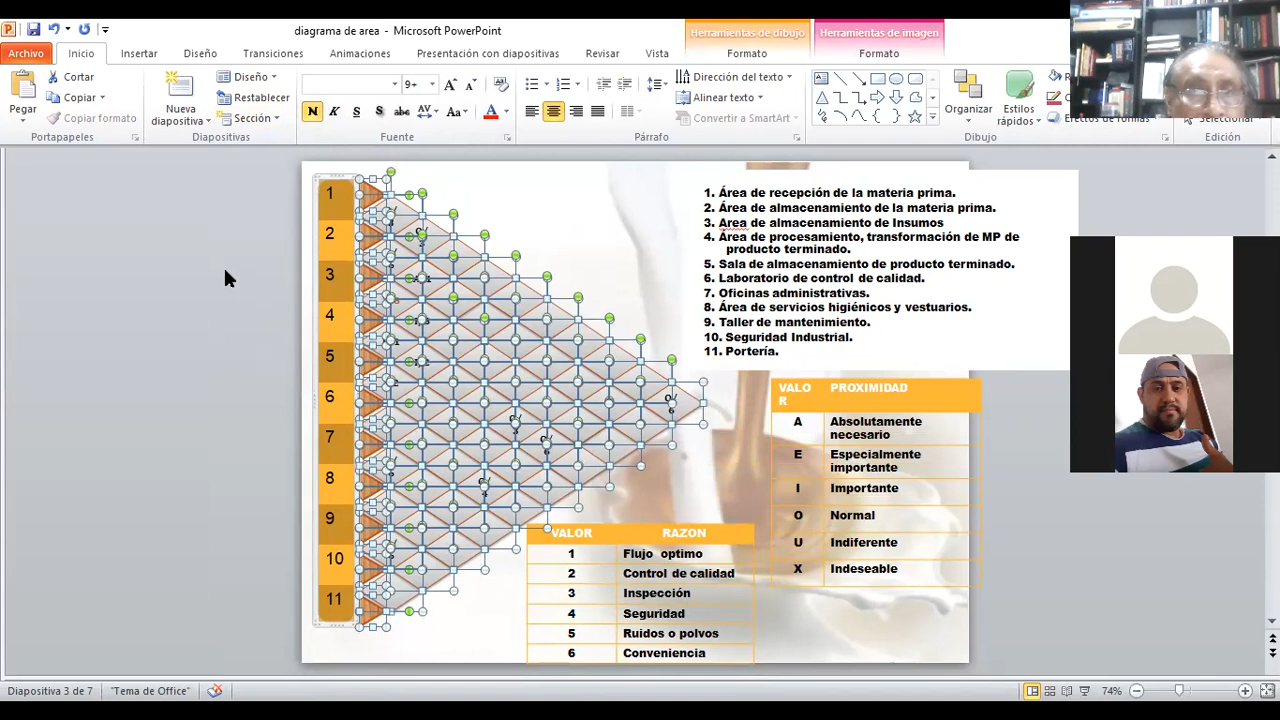 diagrama de area - Microsoft PowerPoint
Herramientas de dibujo
Herramientas de imagen
Archivo
Inicio
Insertar
Diseño
Transiciones
Animaciones
Presentación con diapositivas
Revisar
Vista
Formato
Formato
Pegar
Cortar
Copiar
Copiar formato
Portapapeles
Nueva
diapositiva
Diseño
Restablecer
Sección
Diapositivas
9+
N K S S abc AV Aa A
Fuente
Dirección del texto
Alinear texto
Convertir a SmartArt
Párrafo
Organizar
Estilos
rápidos
Efectos de formas
Dibujo
Seleccionar
Edición
1
2
3
4
5
6
7
8
9
10
11
1. Área de recepción de la materia prima.
2. Área de almacenamiento de la materia prima.
3. Area de almacenamiento de Insumos
4. Área de procesamiento, transformación de MP de
producto terminado.
5. Sala de almacenamiento de producto terminado.
6. Laboratorio de control de calidad.
7. Oficinas administrativas.
8. Área de servicios higiénicos y vestuarios.
9. Taller de mantenimiento.
10. Seguridad Industrial.
11. Portería.
VALO
R
PROXIMIDAD
A Absolutamente
necesario
E Especialmente
importante
I Importante
O Normal
U Indiferente
X Indeseable
VALOR RAZON
1 Flujo optimo
2 Control de calidad
3 Inspección
4 Seguridad
5 Ruidos o polvos
6 Conveniencia
Diapositiva 3 de 7
"Tema de Office"
74%